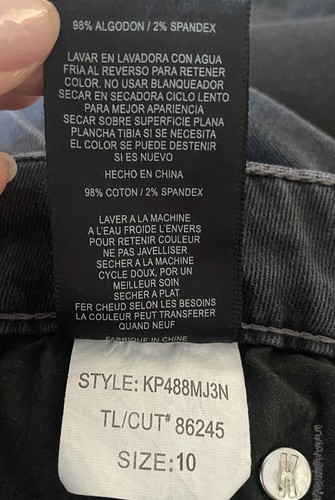 98% ALGODON / 2% SPANDEX
LAVAR EN LAVADORA CON AGUA
FRIA AL REVERSO PARA RETENER
COLOR. NO USAR BLANQUEADOR
SECAR EN SECADORA CICLO LENTO
PARA MEJOR APARIENCIA
SECAR SOBRE SUPERFICIE PLANA
PLANCHA TIBIA SI SE NECESITA
EL COLOR SE PUEDE DESTENIR
SI ES NUEVO
HECHO EN CHINA
98% COTON / 2% SPANDEX
LAVER A LA MACHINE
A L'EAU FROIDE L'ENVERS
POUR RETENIR COULEUR
NE PAS JAVELLISER
SECHER A LA MACHINE
CYCLE DOUX, POR UN
MEILLEUR SOIN
SECHER A PLAT
FER CHEUD SELON LES BESOINS
LA COULEUR PEUT TRANSFERER
QUAND NEUF
FABRIQUE IN CHINE
STYLE: KP488MJ3N
TL/CUT# 86245
SIZE: 10